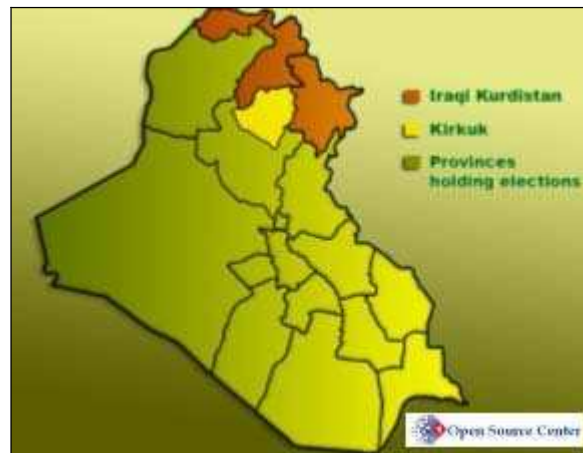 Iraqi Kurdistan
Kirkuk
Provinces
holding elections
Open Source Center